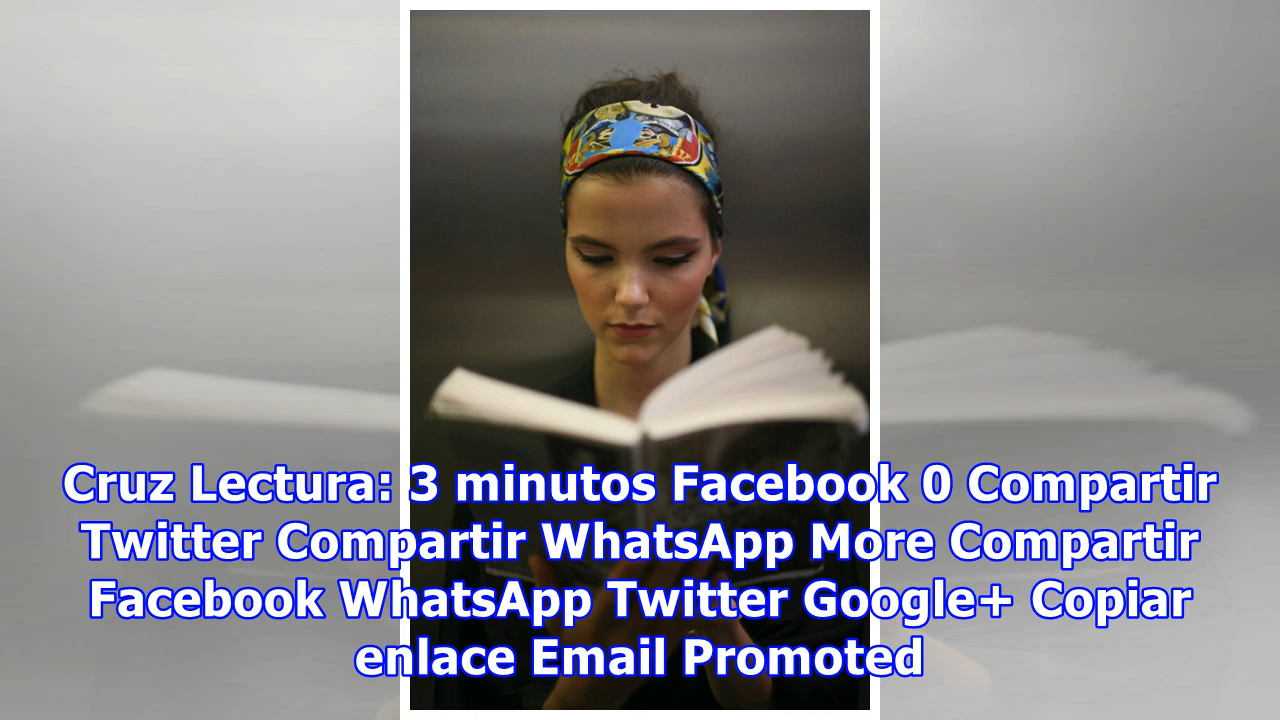 Cruz Lectura: 3 minutos Facebook 0 Compartir
Twitter Compartir WhatsApp More Compartir
Facebook WhatsApp Twitter Google+ Copiar
enlace Email Promoted